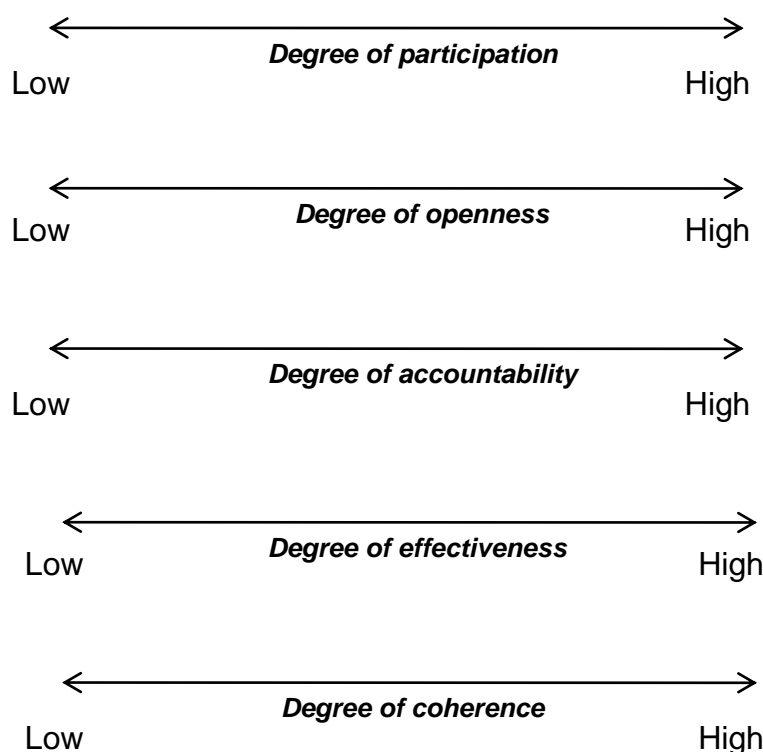 Degree of participation
Low High
Degree of openness
Low High
Degree of accountability
Low High
Degree of effectiveness
Low High
Degree of coherence
Low High